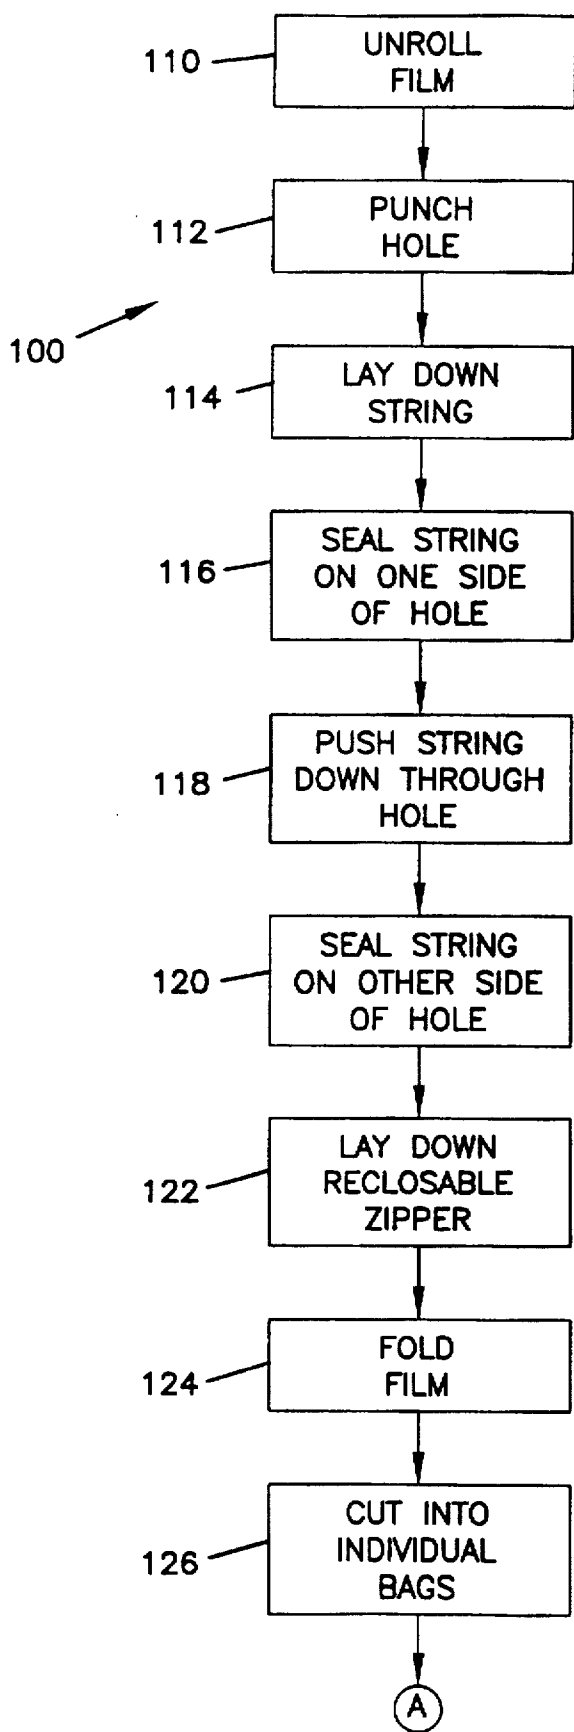 110
UNROLL
FILM
112
PUNCH
HOLE
100
114
LAY DOWN
STRING
116
SEAL STRING
ON ONE SIDE
OF HOLE
118
PUSH STRING
DOWN THROUGH
HOLE
120
SEAL STRING
ON OTHER SIDE
OF HOLE
122
LAY DOWN
RECLOSABLE
ZIPPER
124
FOLD
FILM
126
CUT INTO
INDIVIDUAL
BAGS
A